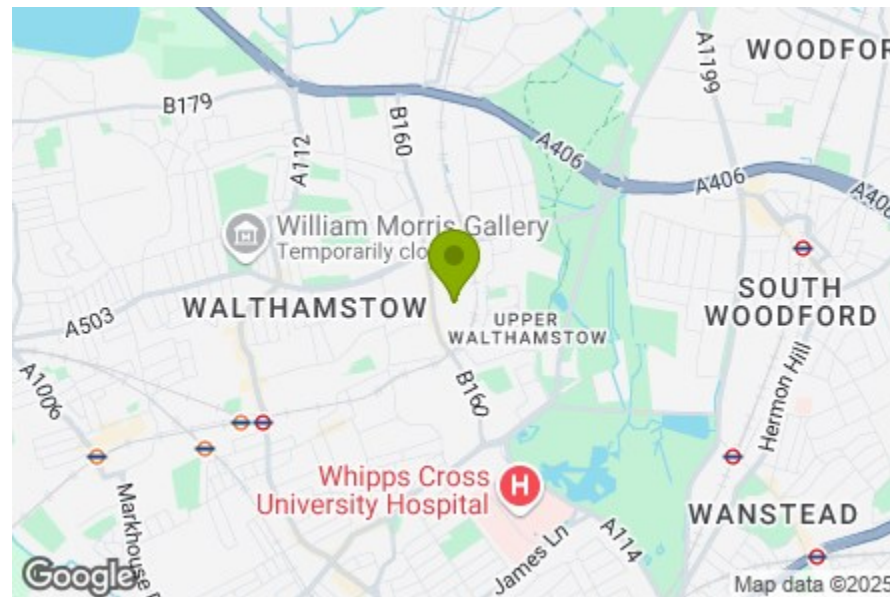 WOODFOR
A1199
B179
B160
A112
A406
A406
A406
William Morris Gallery
Temporarily clo
SOUTH
WOODFORD
WALTHAMSTOW
UPPER
WALTHAMSTOW
A503
A1006
B160
Hermon Hill
Whipps Cross
University Hospital
H
WANSTEAD
Markhouse
James Ln
A114
Google
Map data ©2025